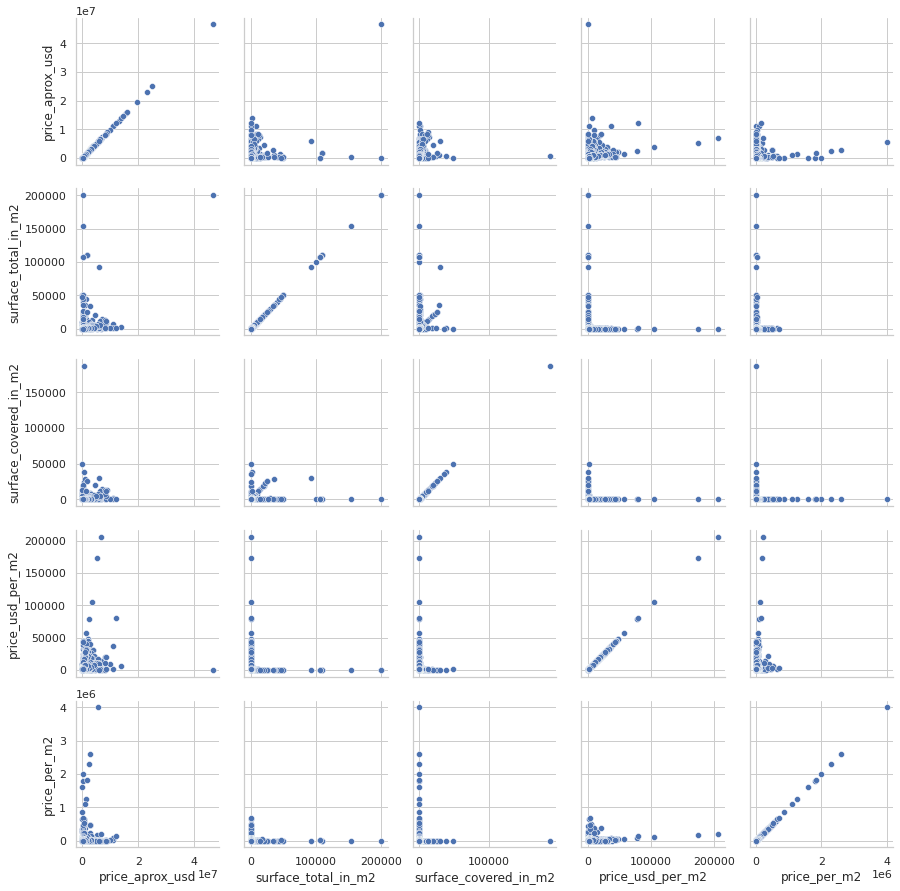 1e7
price_aprox_usd
4
3
2
1
0
surface_total_in_m2
200000
150000
100000
50000
0
surface_covered_in_m2
150000
100000
50000
0
price_usd_per_m2
200000
150000
100000
50000
0
1e6
price_per_m2
4
3
2
1
0
0 2 4
price_aprox_usd 1e7
0 100000 200000
surface_total_in_m2
0 100000
surface_covered_in_m2
0 100000 200000
price_usd_per_m2
0 2 4
price_per_m2 1e6